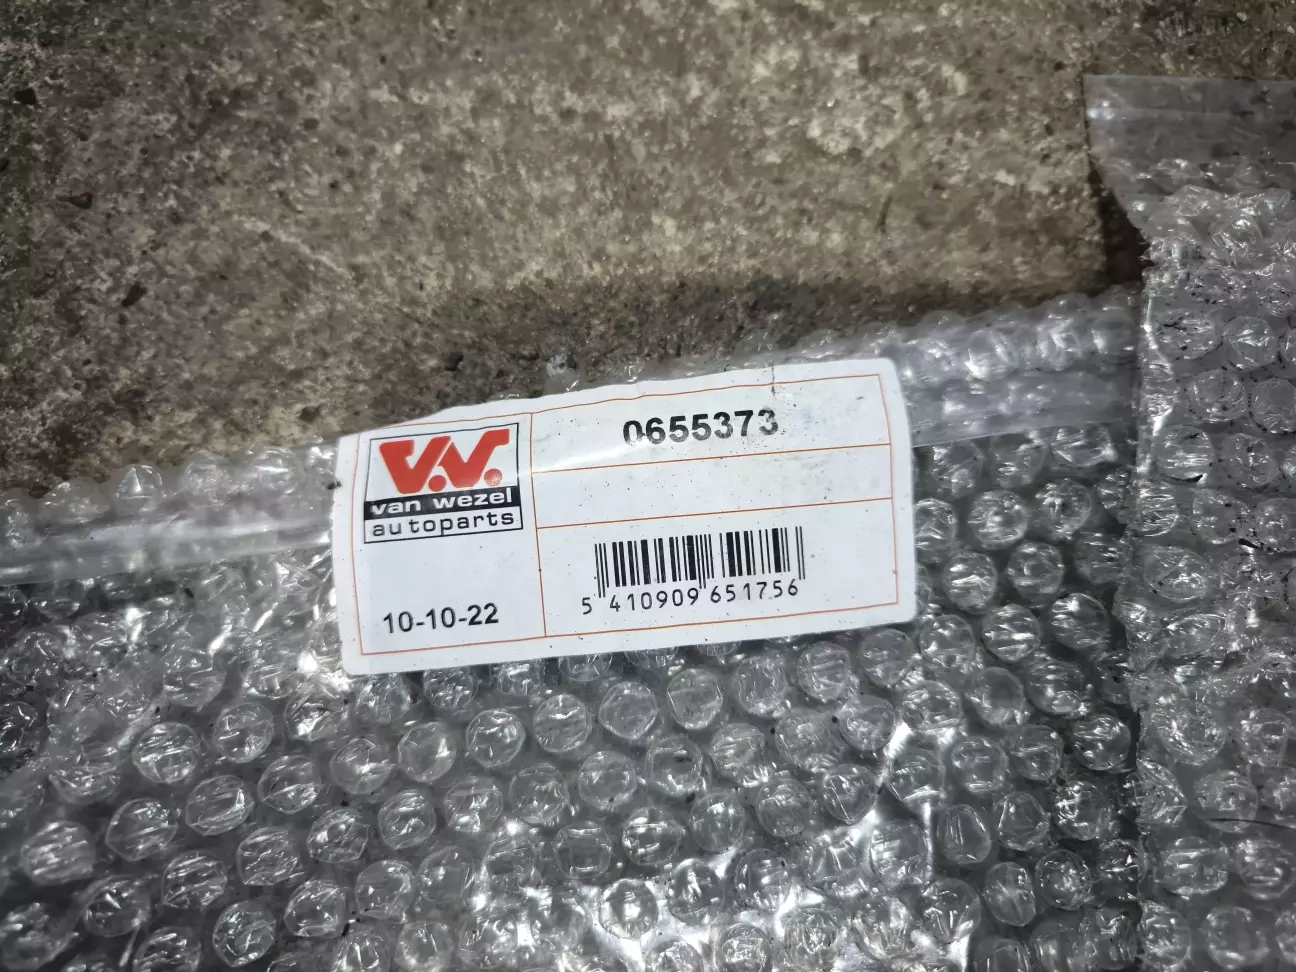 V.W.
van wezel
autoparts
0655373
10-10-22
5 410909 651756